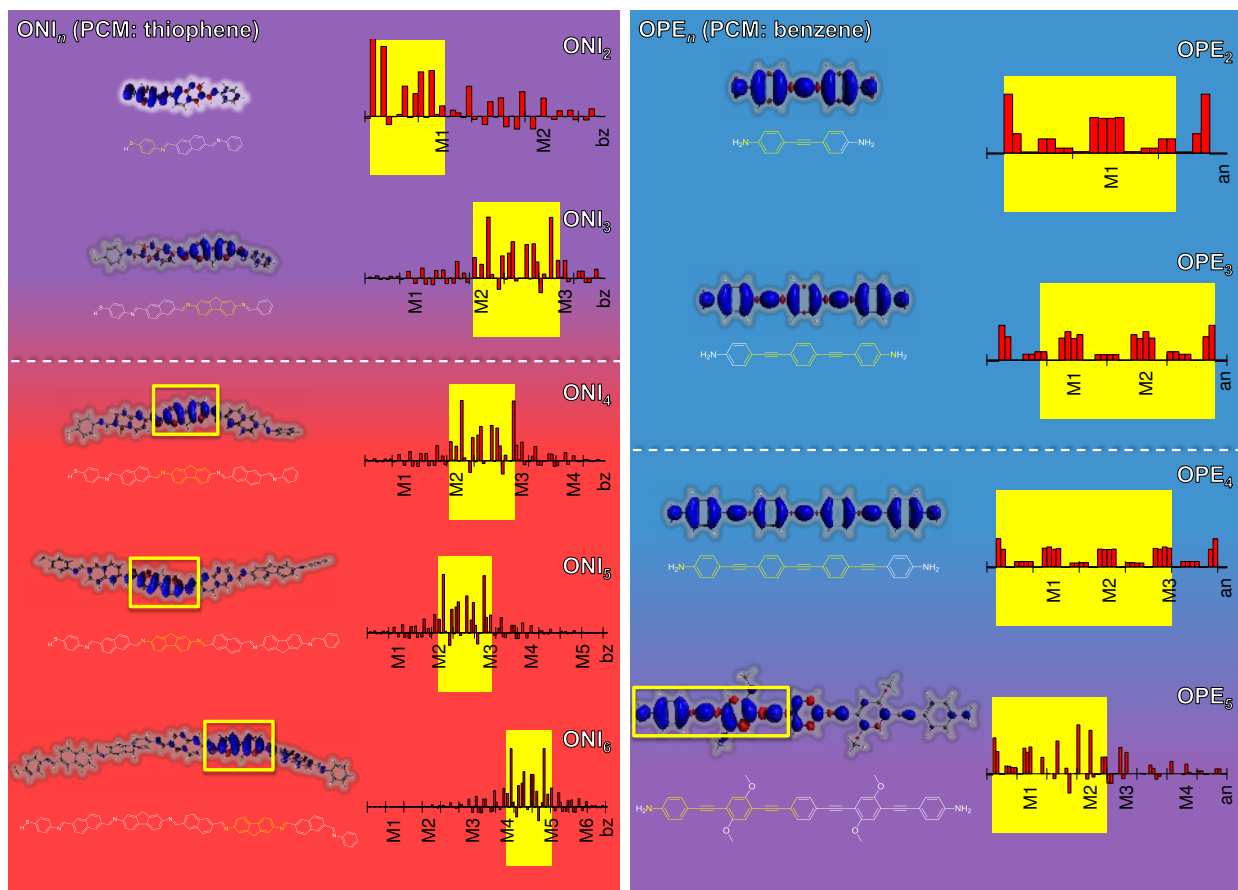 ONIₙ (PCM: thiophene)
ONI₂
M1
M2
bz
S
H
N
N
ONI₃
M1
M2
M3
bz
S
H
N
N
N
ONI₄
M1
M2
M3
M4
bz
S
H
N
N
N
N
ONI₅
M1
M2
M3
M4
M5
bz
S
H
N
N
N
N
N
ONI₆
M1
M2
M3
M4
M5
M6
bz
S
H
N
N
N
N
N
N
OPEₙ (PCM: benzene)
OPE₂
M1
an
H₂N
NH₂
OPE₃
M1
M2
an
H₂N
NH₂
OPE₄
M1
M2
M3
an
H₂N
NH₂
OPE₅
M1
M2
M3
M4
an
O
O
H₂N
NH₂
O
O